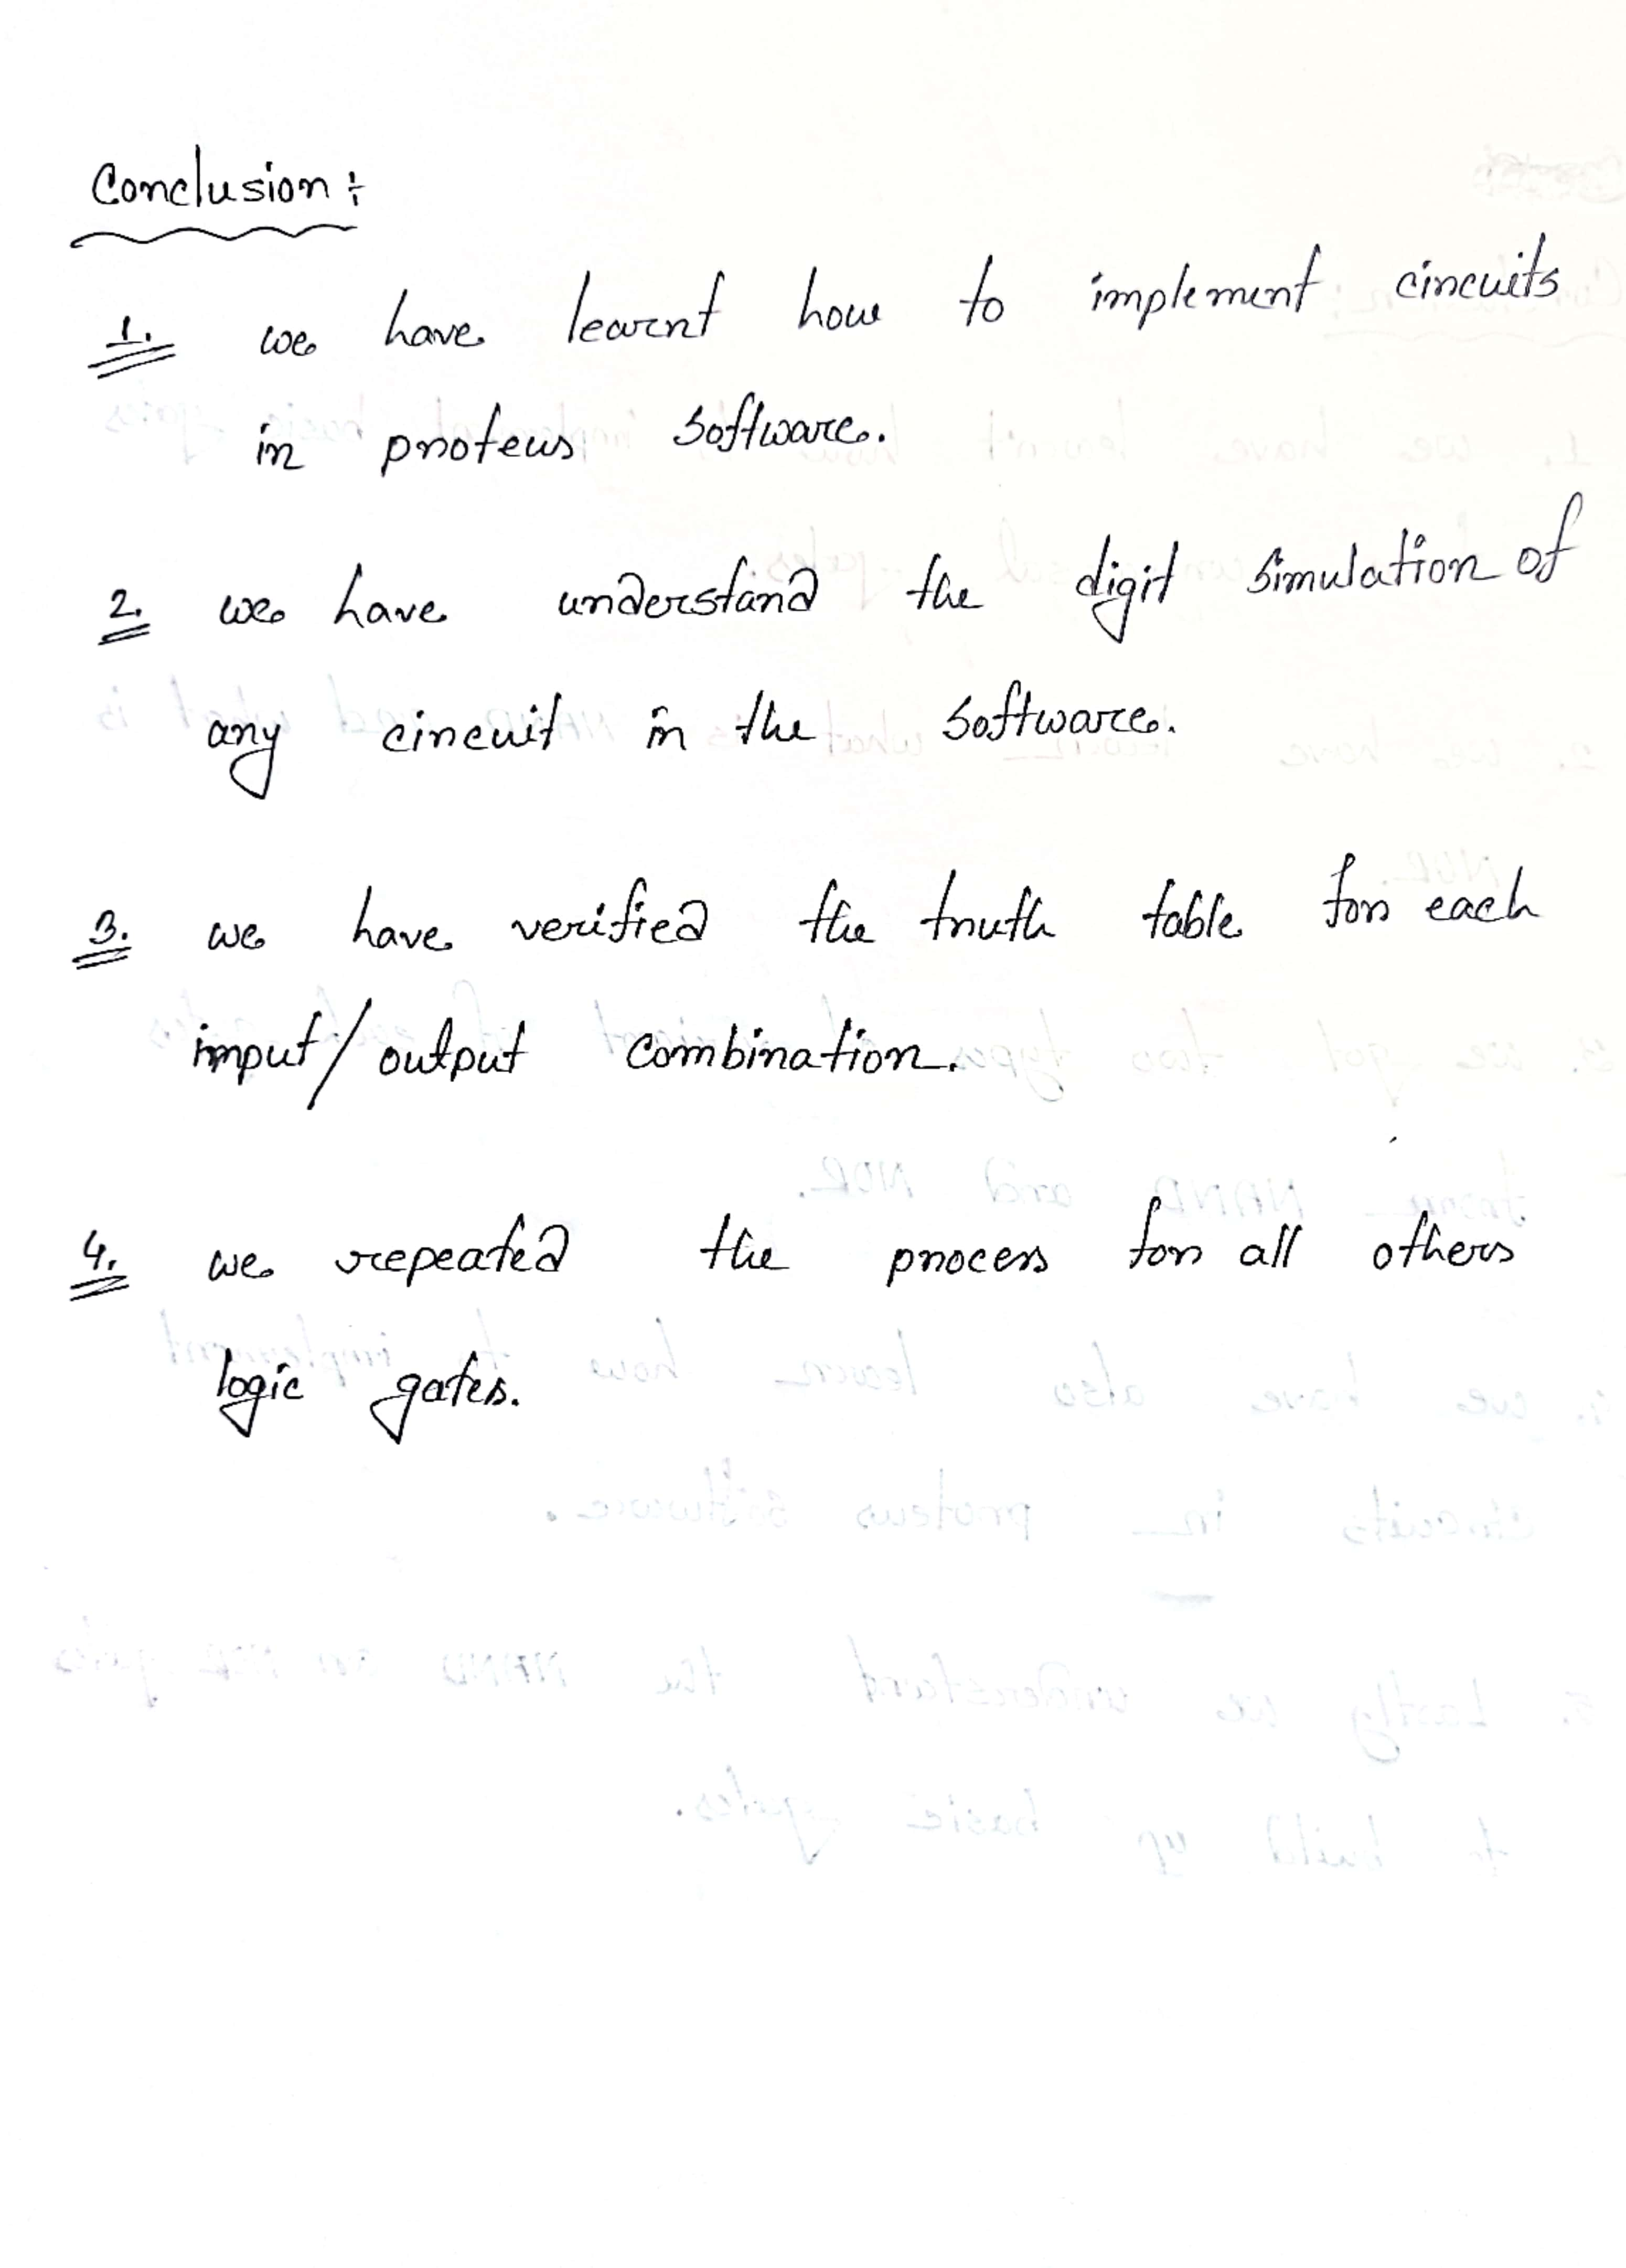 Conclusion:
1. we have learnt how to implement circuits
in proteus software.
2. we have understand the digit simulation of
any circuit in the software.
3. we have verified the truth table for each
input/output combination.
4. we repeated the process for all others
logic gates.